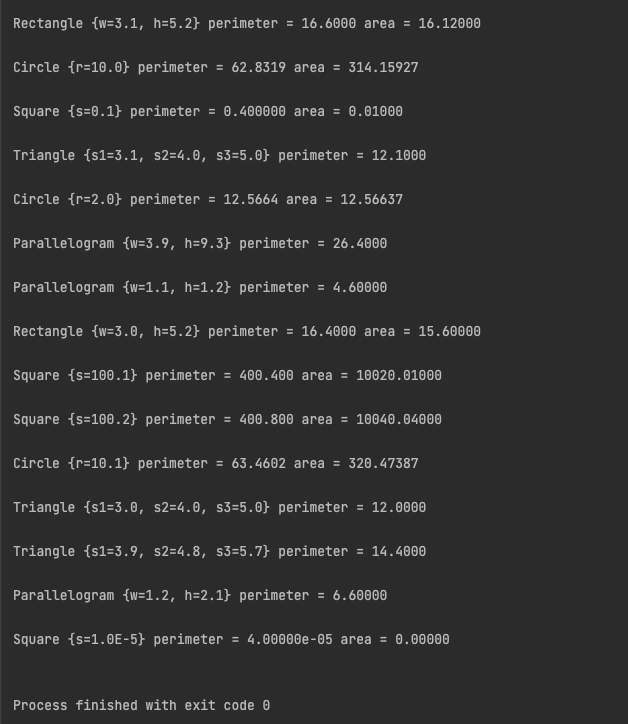 Rectangle {w=3.1, h=5.2} perimeter = 16.6000 area = 16.12000
Circle {r=10.0} perimeter = 62.8319 area = 314.15927
Square {s=0.1} perimeter = 0.400000 area = 0.01000
Triangle {s1=3.1, s2=4.0, s3=5.0} perimeter = 12.1000
Circle {r=2.0} perimeter = 12.5664 area = 12.56637
Parallelogram {w=3.9, h=9.3} perimeter = 26.4000
Parallelogram {w=1.1, h=1.2} perimeter = 4.60000
Rectangle {w=3.0, h=5.2} perimeter = 16.4000 area = 15.60000
Square {s=100.1} perimeter = 400.400 area = 10020.01000
Square {s=100.2} perimeter = 400.800 area = 10040.04000
Circle {r=10.1} perimeter = 63.4602 area = 320.47387
Triangle {s1=3.0, s2=4.0, s3=5.0} perimeter = 12.0000
Triangle {s1=3.9, s2=4.8, s3=5.7} perimeter = 14.4000
Parallelogram {w=1.2, h=2.1} perimeter = 6.60000
Square {s=1.0E-5} perimeter = 4.00000e-05 area = 0.00000
Process finished with exit code 0